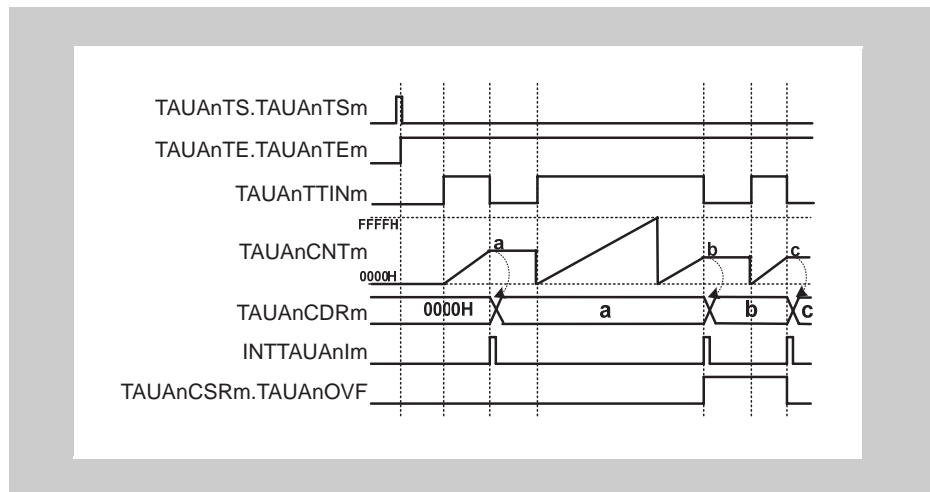 TAUAnTS.TAUAnTSm
TAUAnTE.TAUAnTEm
TAUAnTTINm
FFFFH
TAUAnCNTm
a
b
c
0000H
TAUAnCDRm
0000H
a
b
c
INTTAUAnIm
TAUAnCSRm.TAUAnOVF